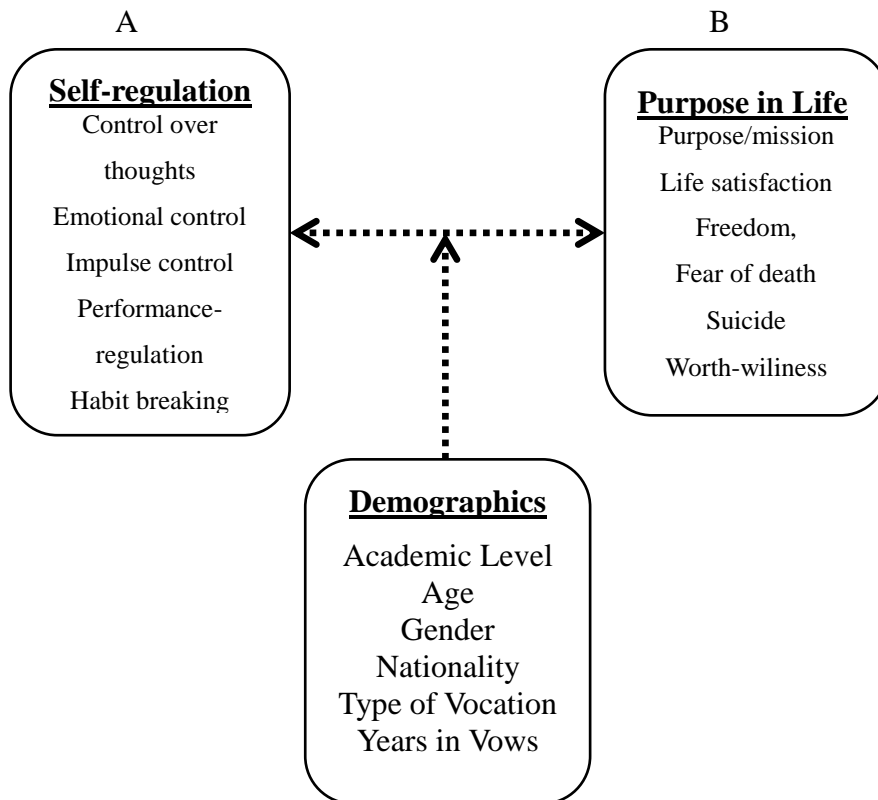 A
B
Self-regulation
Control over
thoughts
Emotional control
Impulse control
Performance-
regulation
Habit breaking
Purpose in Life
Purpose/mission
Life satisfaction
Freedom,
Fear of death
Suicide
Worth-wiliness
Demographics
Academic Level
Age
Gender
Nationality
Type of Vocation
Years in Vows